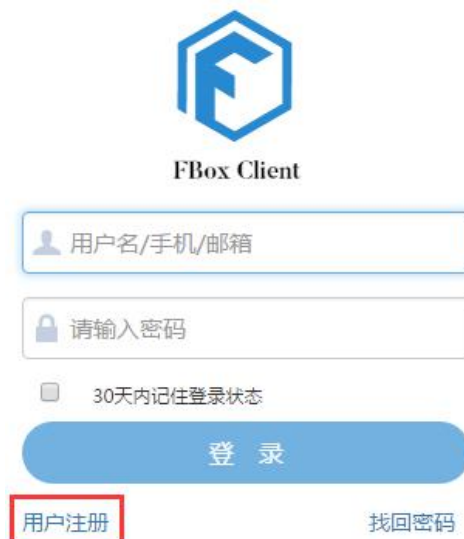 FBox Client
用户名/手机/邮箱
请输入密码
30天内记住登录状态
登 录
用户注册 找回密码